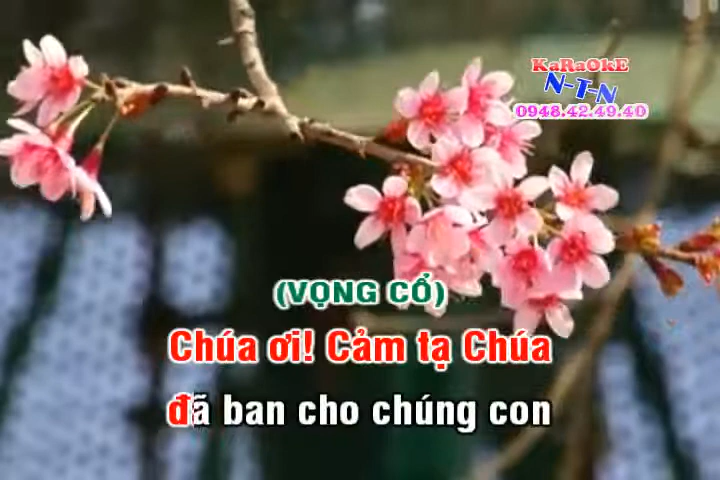 KaRaOkE
N-T-N
0948.42.49.40
(VỌNG CỔ)
Chúa ơi! Cảm tạ Chúa
đã ban cho chúng con